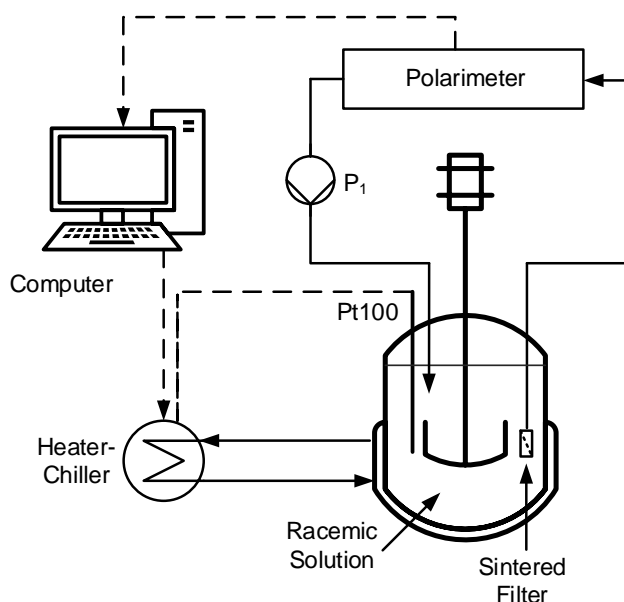 Polarimeter
P₁
Computer
Pt100
Heater-
Chiller
Racemic
Solution
Sintered
Filter